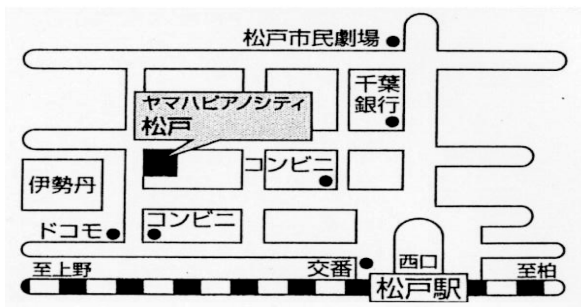 松戸市民劇場
千葉
銀行
ヤマハピアノシティ
松戸
コンビニ
伊勢丹
ドコモ
コンビニ
至上野
交番
西口
至柏
松戸駅